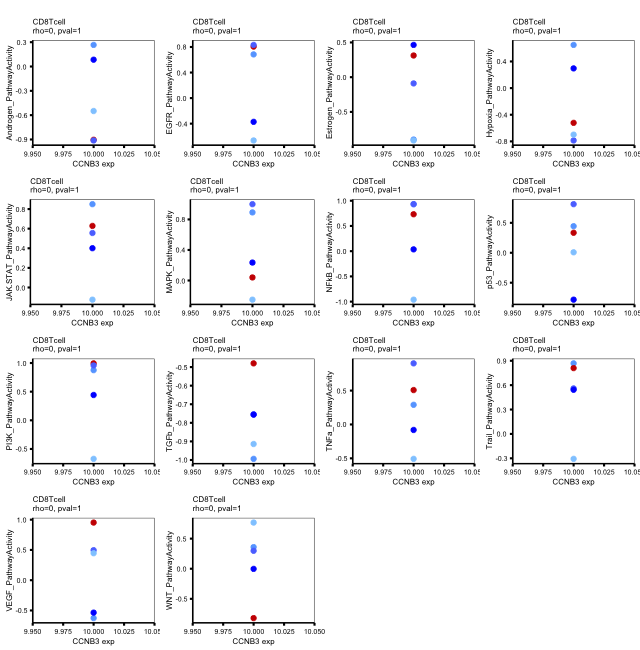 CD8Tcell
rho=0, pval=1
Androgen_PathwayActivity
0.3
0.0
-0.3
-0.6
-0.9
9.950 9.975 10.000 10.025 10.05
CCNB3 exp
CD8Tcell
rho=0, pval=1
EGFR_PathwayActivity
0.8
0.4
0.0
-0.4
9.950 9.975 10.000 10.025 10.05
CCNB3 exp
CD8Tcell
rho=0, pval=1
Estrogen_PathwayActivity
0.5
0.0
-0.5
9.950 9.975 10.000 10.025 10.05
CCNB3 exp
CD8Tcell
rho=0, pval=1
Hypoxia_PathwayActivity
0.4
0.0
-0.4
-0.8
9.950 9.975 10.000 10.025 10.05
CCNB3 exp
CD8Tcell
rho=0, pval=1
JAK.STAT_PathwayActivity
0.8
0.6
0.4
0.2
0.0
9.950 9.975 10.000 10.025 10.05
CCNB3 exp
CD8Tcell
rho=0, pval=1
MAPK_PathwayActivity
0.8
0.4
0.0
9.950 9.975 10.000 10.025 10.05
CCNB3 exp
CD8Tcell
rho=0, pval=1
NFkB_PathwayActivity
1.0
0.5
0.0
-0.5
-1.0
9.950 9.975 10.000 10.025 10.05
CCNB3 exp
CD8Tcell
rho=0, pval=1
p53_PathwayActivity
0.5
0.0
-0.5
9.950 9.975 10.000 10.025 10.05
CCNB3 exp
CD8Tcell
rho=0, pval=1
PI3K_PathwayActivity
1.0
0.5
0.0
-0.5
9.950 9.975 10.000 10.025 10.05
CCNB3 exp
CD8Tcell
rho=0, pval=1
TGFb_PathwayActivity
-0.5
-0.6
-0.7
-0.8
-0.9
-1.0
9.950 9.975 10.000 10.025 10.05
CCNB3 exp
CD8Tcell
rho=0, pval=1
TNFa_PathwayActivity
0.5
0.0
-0.5
9.950 9.975 10.000 10.025 10.05
CCNB3 exp
CD8Tcell
rho=0, pval=1
Trail_PathwayActivity
0.9
0.6
0.3
0.0
-0.3
9.950 9.975 10.000 10.025 10.05
CCNB3 exp
CD8Tcell
rho=0, pval=1
VEGF_PathwayActivity
1.0
0.5
0.0
-0.5
9.950 9.975 10.000 10.025 10.05
CCNB3 exp
CD8Tcell
rho=0, pval=1
WNT_PathwayActivity
0.5
0.0
-0.5
9.950 9.975 10.000 10.025 10.050
CCNB3 exp